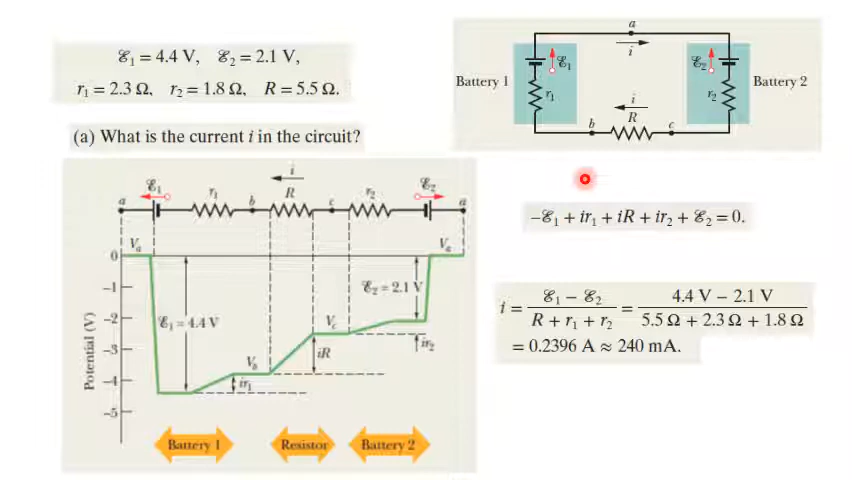 ℰ₁ = 4.4 V, ℰ₂ = 2.1 V,
r₁ = 2.3 Ω, r₂ = 1.8 Ω, R = 5.5 Ω.
(a) What is the current i in the circuit?
a
i
ℰ₁
ℰ₂
Battery 1
Battery 2
r₁
r₂
i
R
b
c
−ℰ₁ + ir₁ + iR + ir₂ + ℰ₂ = 0.
i = (ℰ₁ − ℰ₂)/(R + r₁ + r₂) = (4.4 V − 2.1 V)/(5.5 Ω + 2.3 Ω + 1.8 Ω)
= 0.2396 A ≈ 240 mA.
i
a ℰ₁ r₁ b R c r₂ ℰ₂ a
Vₐ Vₐ
0
−1
ℰ₂ = 2.1 V
−2
ℰ₁ = 4.4 V
V_c
−3
iR
ir₂
V_b
−4
ir₁
−5
Potential (V)
Battery 1 Resistor Battery 2